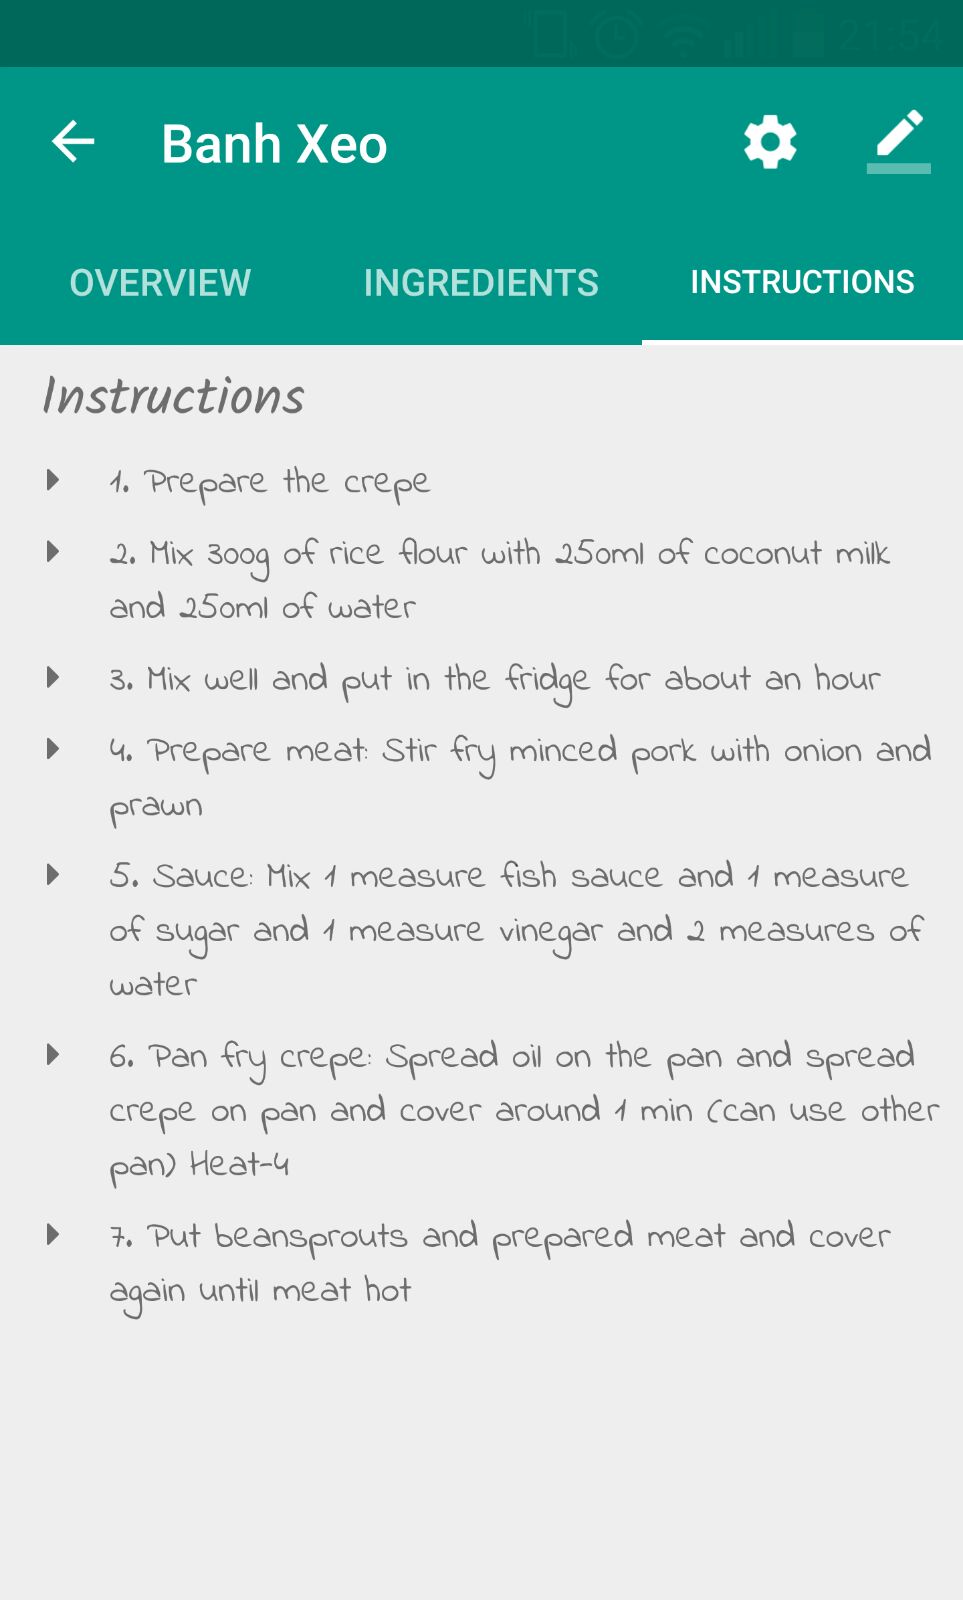 21:54
Banh Xeo
OVERVIEW INGREDIENTS INSTRUCTIONS
Instructions
1. Prepare the crepe
2. Mix 300g of rice flour with 250ml of coconut milk
and 250ml of water
3. Mix well and put in the fridge for about an hour
4. Prepare meat: Stir fry minced pork with onion and
prawn
5. Sauce: Mix 1 measure fish sauce and 1 measure
of sugar and 1 measure vinegar and 2 measures of
water
6. Pan fry crepe: Spread oil on the pan and spread
crepe on pan and cover around 1 min (can use other
pan) Heat-4
7. Put beansprouts and prepared meat and cover
again until meat hot